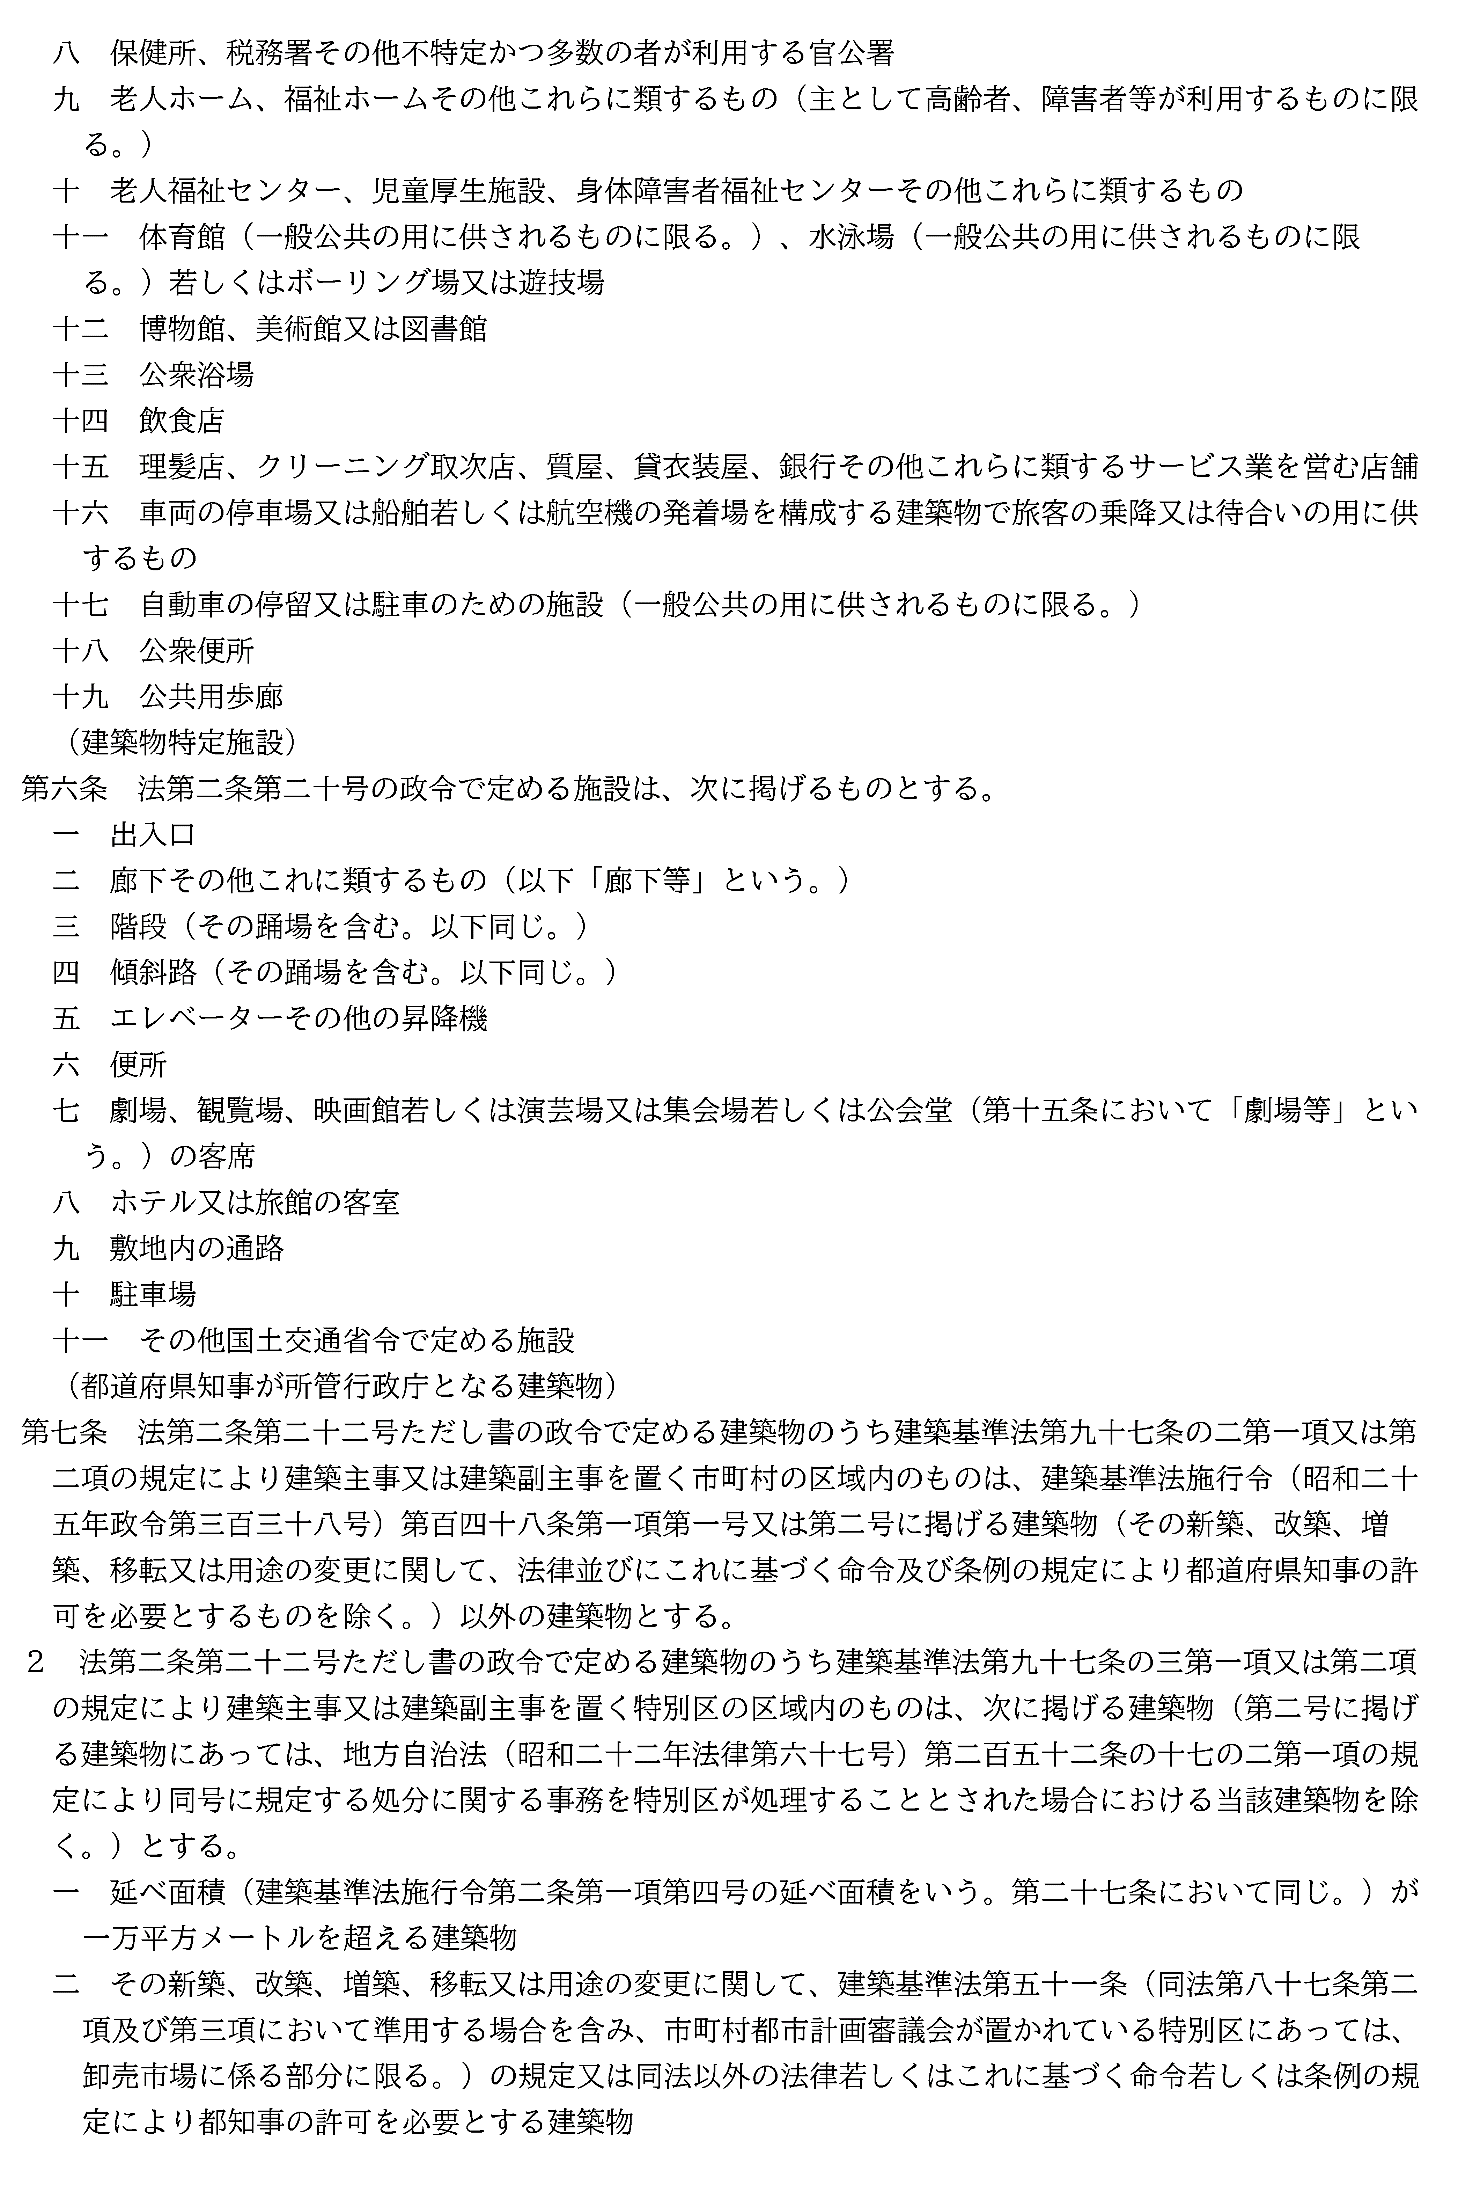 八　保健所、税務署その他不特定かつ多数の者が利用する官公署
九　老人ホーム、福祉ホームその他これらに類するもの（主として高齢者、障害者等が利用するものに限
る。）
十　老人福祉センター、児童厚生施設、身体障害者福祉センターその他これらに類するもの
十一　体育館（一般公共の用に供されるものに限る。）、水泳場（一般公共の用に供されるものに限
る。）若しくはボーリング場又は遊技場
十二　博物館、美術館又は図書館
十三　公衆浴場
十四　飲食店
十五　理髪店、クリーニング取次店、質屋、貸衣装屋、銀行その他これらに類するサービス業を営む店舗
十六　車両の停車場又は船舶若しくは航空機の発着場を構成する建築物で旅客の乗降又は待合いの用に供
するもの
十七　自動車の停留又は駐車のための施設（一般公共の用に供されるものに限る。）
十八　公衆便所
十九　公共用歩廊
（建築物特定施設）
第六条　法第二条第二十号の政令で定める施設は、次に掲げるものとする。
一　出入口
二　廊下その他これに類するもの（以下「廊下等」という。）
三　階段（その踊場を含む。以下同じ。）
四　傾斜路（その踊場を含む。以下同じ。）
五　エレベーターその他の昇降機
六　便所
七　劇場、観覧場、映画館若しくは演芸場又は集会場若しくは公会堂（第十五条において「劇場等」とい
う。）の客席
八　ホテル又は旅館の客室
九　敷地内の通路
十　駐車場
十一　その他国土交通省令で定める施設
（都道府県知事が所管行政庁となる建築物）
第七条　法第二条第二十二号ただし書の政令で定める建築物のうち建築基準法第九十七条の二第一項又は第
二項の規定により建築主事又は建築副主事を置く市町村の区域内のものは、建築基準法施行令（昭和二十
五年政令第三百三十八号）第百四十八条第一項第一号又は第二号に掲げる建築物（その新築、改築、増
築、移転又は用途の変更に関して、法律並びにこれに基づく命令及び条例の規定により都道府県知事の許
可を必要とするものを除く。）以外の建築物とする。
２　法第二条第二十二号ただし書の政令で定める建築物のうち建築基準法第九十七条の三第一項又は第二項
の規定により建築主事又は建築副主事を置く特別区の区域内のものは、次に掲げる建築物（第二号に掲げ
る建築物にあっては、地方自治法（昭和二十二年法律第六十七号）第二百五十二条の十七の二第一項の規
定により同号に規定する処分に関する事務を特別区が処理することとされた場合における当該建築物を除
く。）とする。
一　延べ面積（建築基準法施行令第二条第一項第四号の延べ面積をいう。第二十七条において同じ。）が
一万平方メートルを超える建築物
二　その新築、改築、増築、移転又は用途の変更に関して、建築基準法第五十一条（同法第八十七条第二
項及び第三項において準用する場合を含み、市町村都市計画審議会が置かれている特別区にあっては、
卸売市場に係る部分に限る。）の規定又は同法以外の法律若しくはこれに基づく命令若しくは条例の規
定により都知事の許可を必要とする建築物